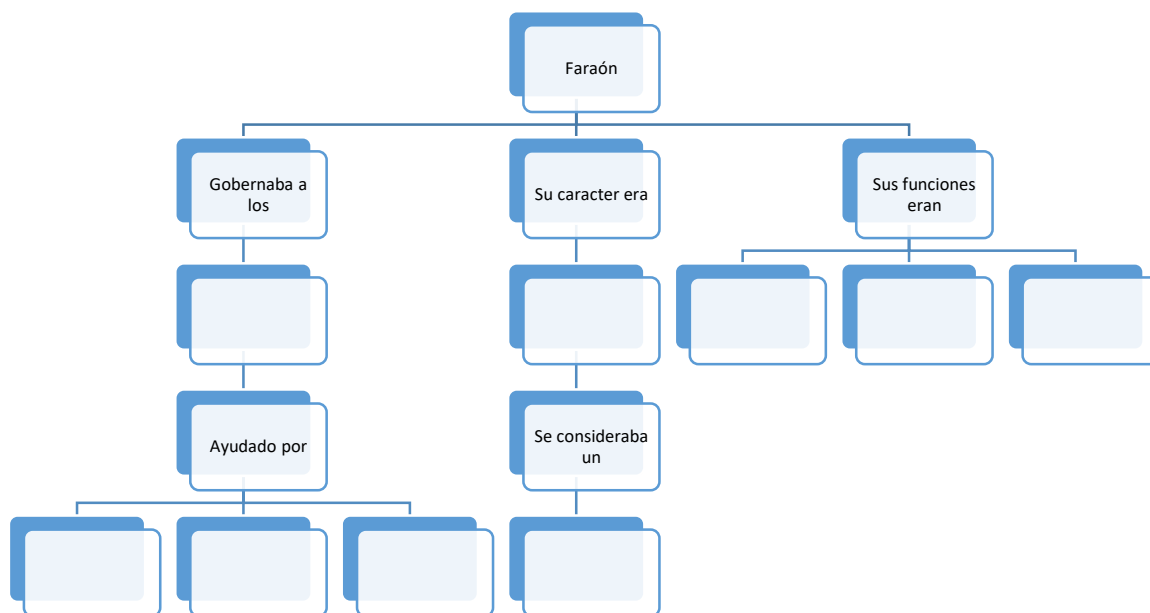 Faraón
Gobernaba a
los
Su caracter era
Sus funciones
eran
Ayudado por
Se consideraba
un